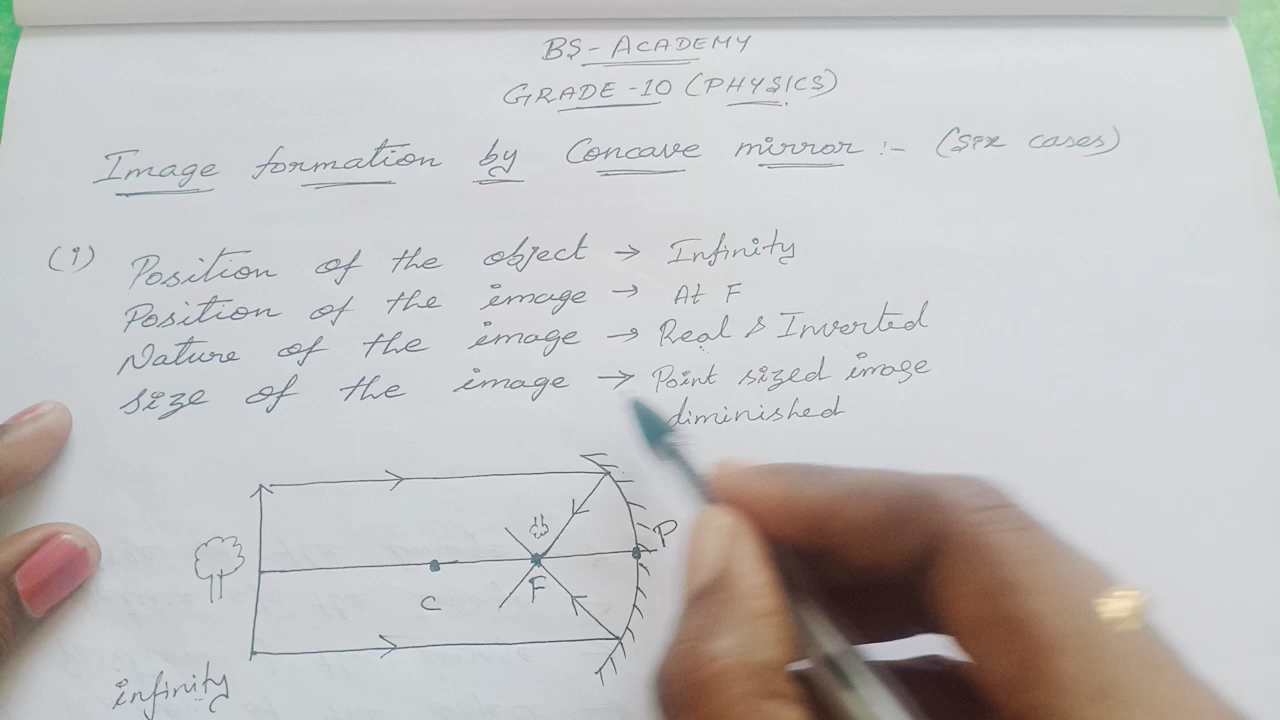 BS-ACADEMY
GRADE-10 (PHYSICS)
Image formation by Concave mirror :- (Six cases)
(i) Position of the object → Infinity
Position of the image → At F
Nature of the image → Real & Inverted
Size of the image → Point sized image
diminished
P
F
C
infinity